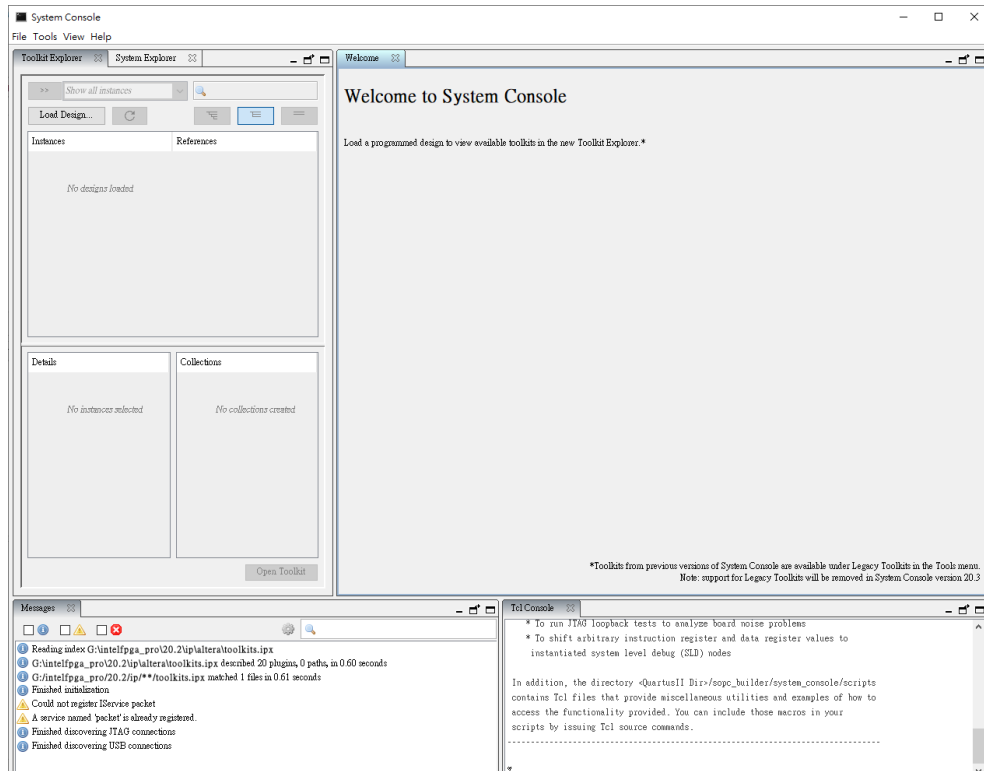 System Console
File Tools View Help
Toolkit Explorer
System Explorer
>>
Show all instances
Load Design...
Instances
References
No designs loaded
Details
Collections
No instances selected
No collections created
Open Toolkit
Welcome
Welcome to System Console
Load a programmed design to view available toolkits in the new Toolkit Explorer.*
*Toolkits from previous versions of System Console are available under Legacy Toolkits in the Tools menu.
Note: support for Legacy Toolkits will be removed in System Console version 20.3
Messages
Reading index G:\intelfpga_pro\20.2\ip\altera\toolkits.ipx
G:\intelfpga_pro\20.2\ip\altera\toolkits.ipx described 20 plugins, 0 paths, in 0.60 seconds
G:/intelfpga_pro/20.2/ip/**/toolkits.ipx matched 1 files in 0.61 seconds
Finished initialization
Could not register IService packet
A service named 'packet' is already registered.
Finished discovering JTAG connections
Finished discovering USB connections
Tcl Console
* To run JTAG loopback tests to analyze board noise problems
* To shift arbitrary instruction register and data register values to
instantiated system level debug (SLD) nodes
In addition, the directory <QuartusII Dir>/sopc_builder/system_console/scripts
contains Tcl files that provide miscellaneous utilities and examples of how to
access the functionality provided. You can include those macros in your
scripts by issuing Tcl source commands.
--------------------------------------------------------------------------------